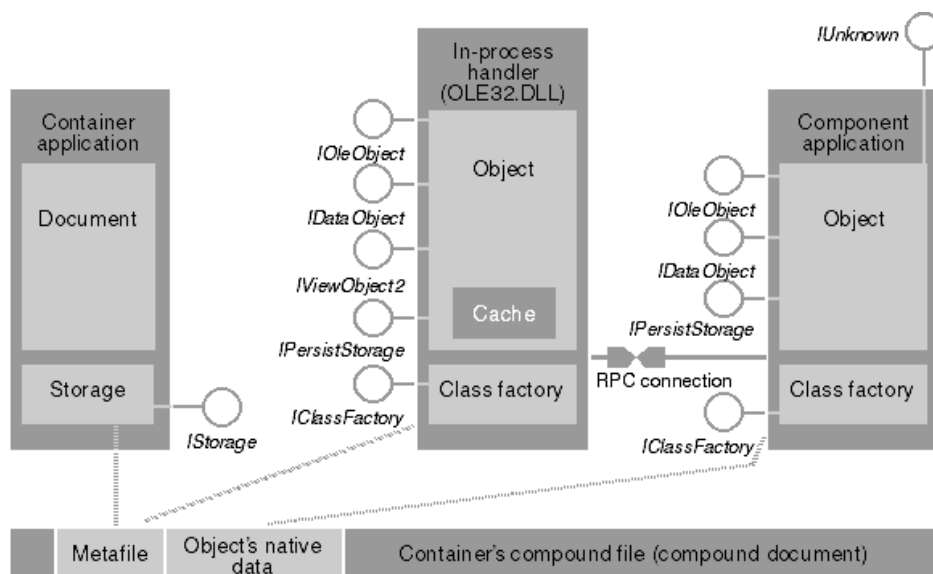 IUnknown
In-process
handler
(OLE32.DLL)
Container
application
Component
application
IOleObject
Object
Document
IDataObject
IOleObject
Object
IViewObject2
IDataObject
Cache
IPersistStorage
IPersistStorage
Storage
Class factory
RPC connection
Class factory
IClassFactory
IStorage
IClassFactory
Metafile
Object's native
data
Container's compound file (compound document)